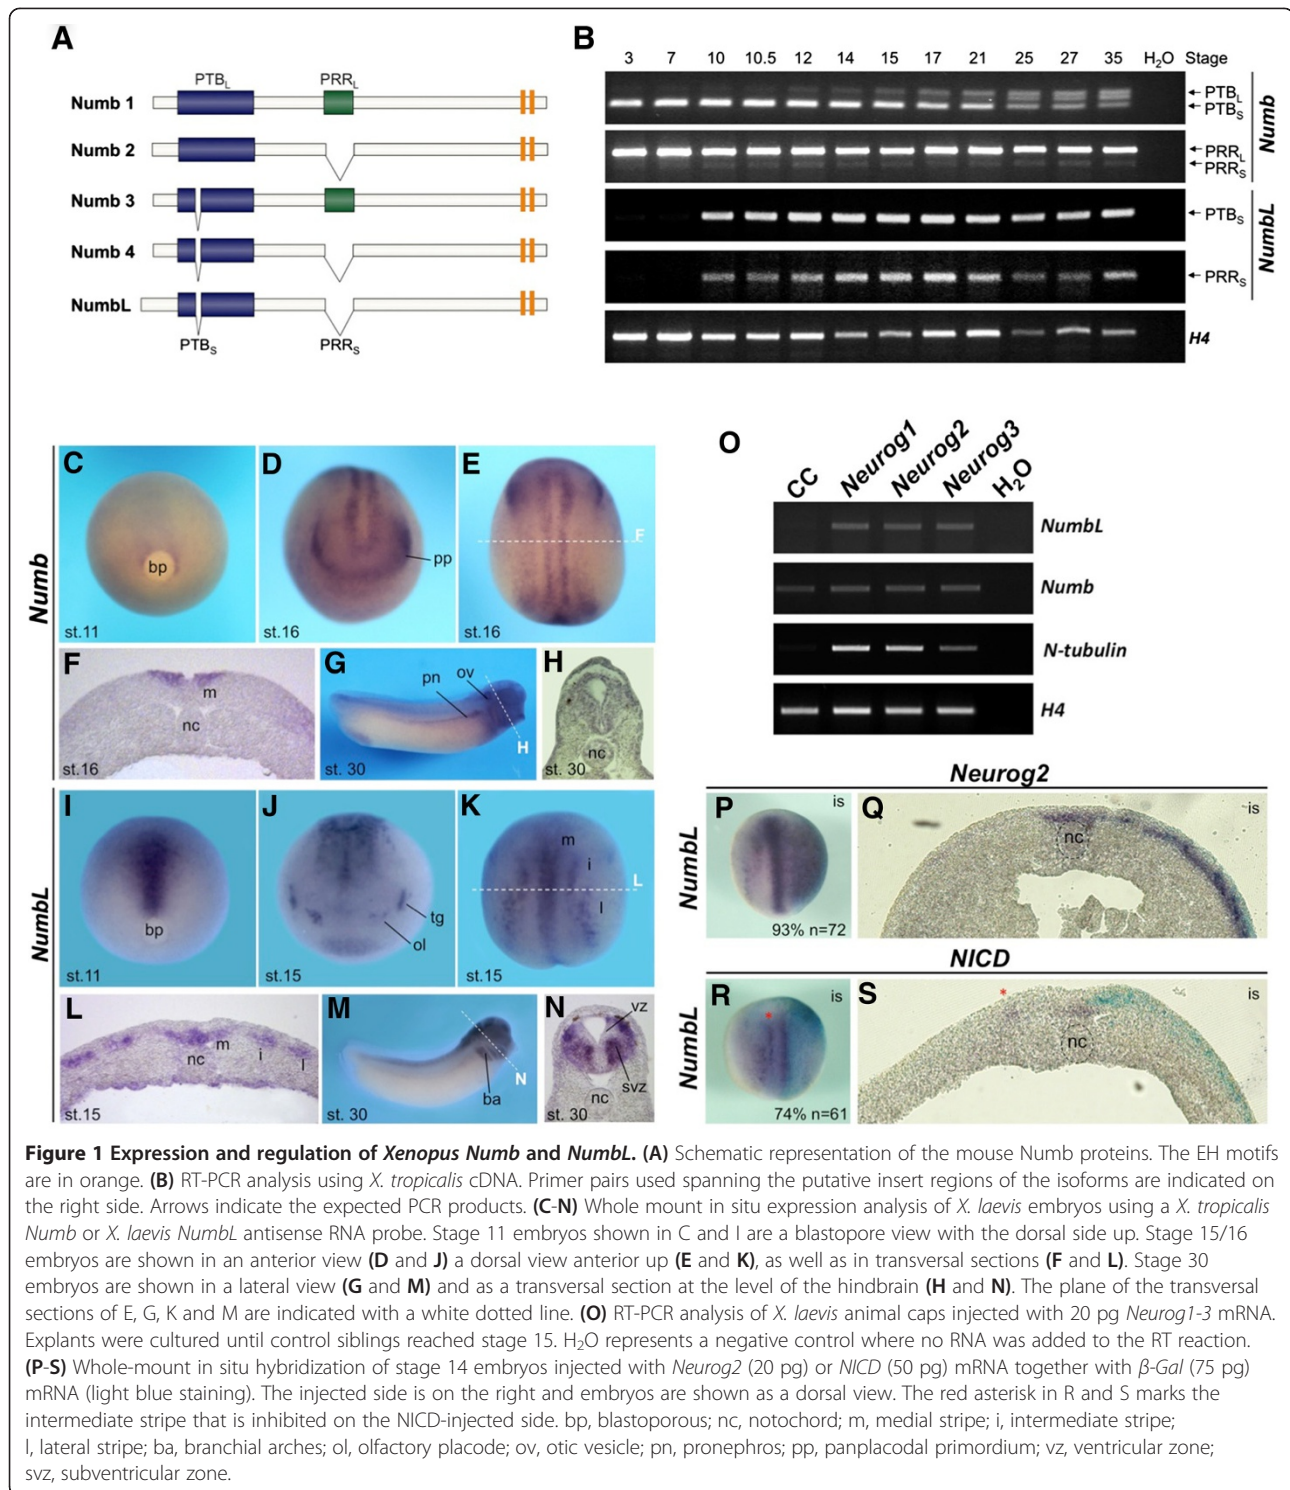 A
PTBL PRRL
Numb 1
Numb 2
Numb 3
Numb 4
NumbL
PTBS PRRS
B
3 7 10 10.5 12 14 15 17 21 25 27 35 H2O Stage
PTBL
PTBS
PRRL
PRRS
Numb
PTBS
PRRS
NumbL
H4
Numb
C
bp
st.11
D
pp
st.16
E
F
st.16
F
m
nc
st.16
G
pn
ov
H
st. 30
H
nc
st. 30
NumbL
I
bp
st.11
J
tg
ol
st.15
K
m
i
l
L
st.15
L
m
nc
i
l
st.15
M
ba
N
st. 30
N
vz
svz
nc
st. 30
O
CC Neurog1 Neurog2 Neurog3 H2O
NumbL
Numb
N-tubulin
H4
Neurog2
NumbL
P
is
93% n=72
Q
is
nc
NICD
NumbL
R
is
*
74% n=61
S
*
is
nc
Figure 1 Expression and regulation of Xenopus Numb and NumbL. (A) Schematic representation of the mouse Numb proteins. The EH motifs
are in orange. (B) RT-PCR analysis using X. tropicalis cDNA. Primer pairs used spanning the putative insert regions of the isoforms are indicated on
the right side. Arrows indicate the expected PCR products. (C-N) Whole mount in situ expression analysis of X. laevis embryos using a X. tropicalis
Numb or X. laevis NumbL antisense RNA probe. Stage 11 embryos shown in C and I are a blastopore view with the dorsal side up. Stage 15/16
embryos are shown in an anterior view (D and J) a dorsal view anterior up (E and K), as well as in transversal sections (F and L). Stage 30
embryos are shown in a lateral view (G and M) and as a transversal section at the level of the hindbrain (H and N). The plane of the transversal
sections of E, G, K and M are indicated with a white dotted line. (O) RT-PCR analysis of X. laevis animal caps injected with 20 pg Neurog1-3 mRNA.
Explants were cultured until control siblings reached stage 15. H2O represents a negative control where no RNA was added to the RT reaction.
(P-S) Whole-mount in situ hybridization of stage 14 embryos injected with Neurog2 (20 pg) or NICD (50 pg) mRNA together with β-Gal (75 pg)
mRNA (light blue staining). The injected side is on the right and embryos are shown as a dorsal view. The red asterisk in R and S marks the
intermediate stripe that is inhibited on the NICD-injected side. bp, blastoporous; nc, notochord; m, medial stripe; i, intermediate stripe;
l, lateral stripe; ba, branchial arches; ol, olfactory placode; ov, otic vesicle; pn, pronephros; pp, panplacodal primordium; vz, ventricular zone;
svz, subventricular zone.